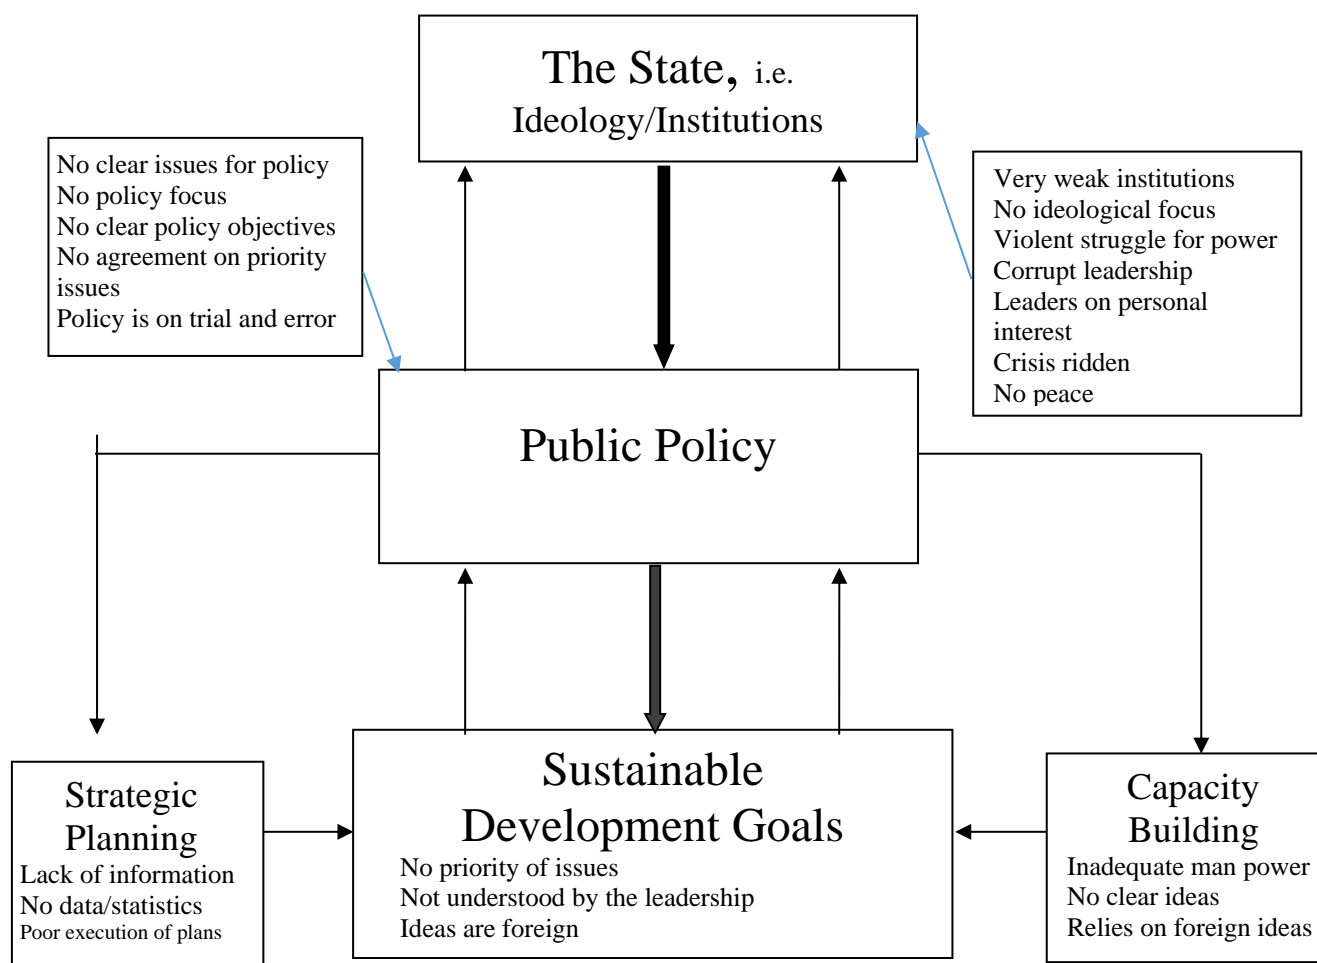 The State, i.e.
Ideology/Institutions
No clear issues for policy
No policy focus
No clear policy objectives
No agreement on priority
issues
Policy is on trial and error
Very weak institutions
No ideological focus
Violent struggle for power
Corrupt leadership
Leaders on personal
interest
Crisis ridden
No peace
Public Policy
Strategic
Planning
Lack of information
No data/statistics
Poor execution of plans
Sustainable
Development Goals
No priority of issues
Not understood by the leadership
Ideas are foreign
Capacity
Building
Inadequate man power
No clear ideas
Relies on foreign ideas